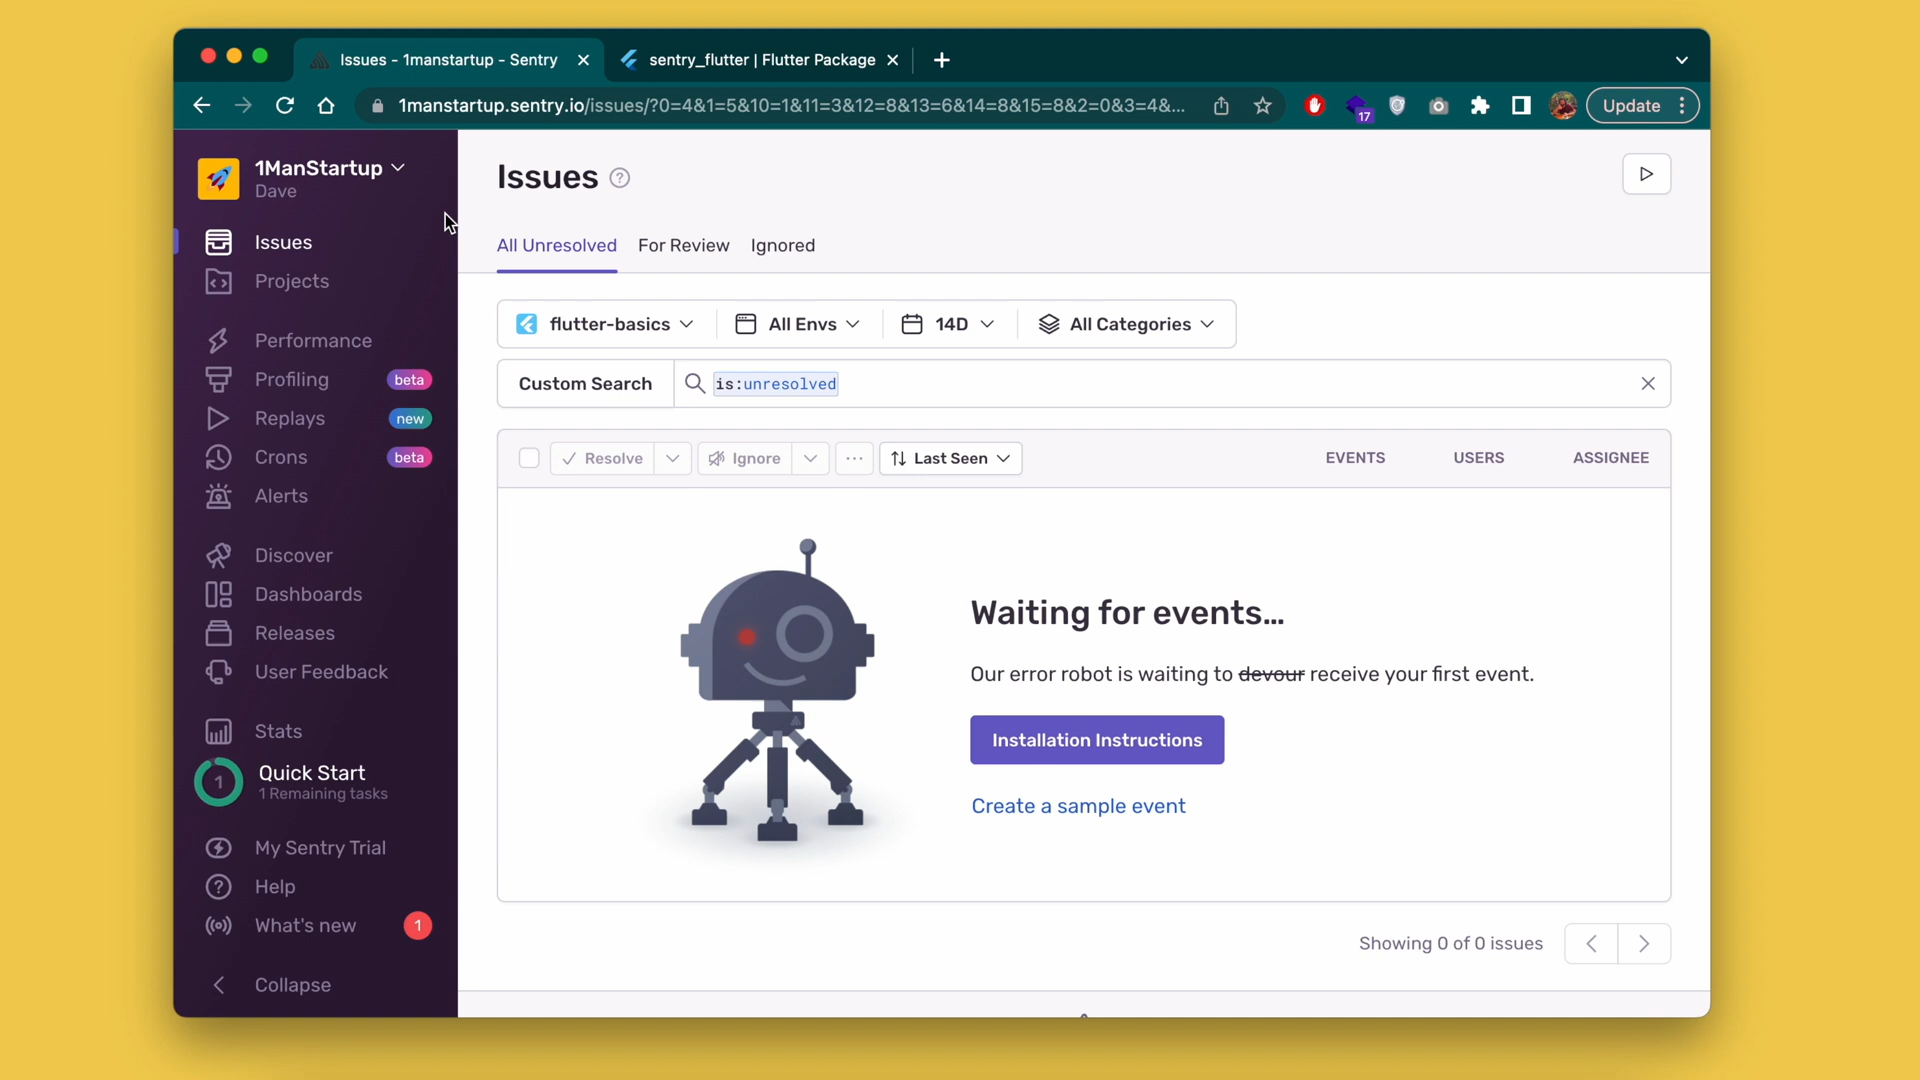 Issues - 1manstartup - Sentry
sentry_flutter | Flutter Package
1manstartup.sentry.io/issues/?0=4&1=5&10=1&11=3&12=8&13=6&14=8&15=8&2=0&3=4&...
17
Update
1ManStartup
Dave
Issues
Projects
Performance
Profiling beta
Replays new
Crons beta
Alerts
Discover
Dashboards
Releases
User Feedback
Stats
1
Quick Start
1 Remaining tasks
My Sentry Trial
Help
What's new 1
Collapse
Issues ?
All Unresolved For Review Ignored
flutter-basics All Envs 14D All Categories
Custom Search is:unresolved
Resolve Ignore ... Last Seen EVENTS USERS ASSIGNEE
Waiting for events...
Our error robot is waiting to devour receive your first event.
Installation Instructions
Create a sample event
Showing 0 of 0 issues